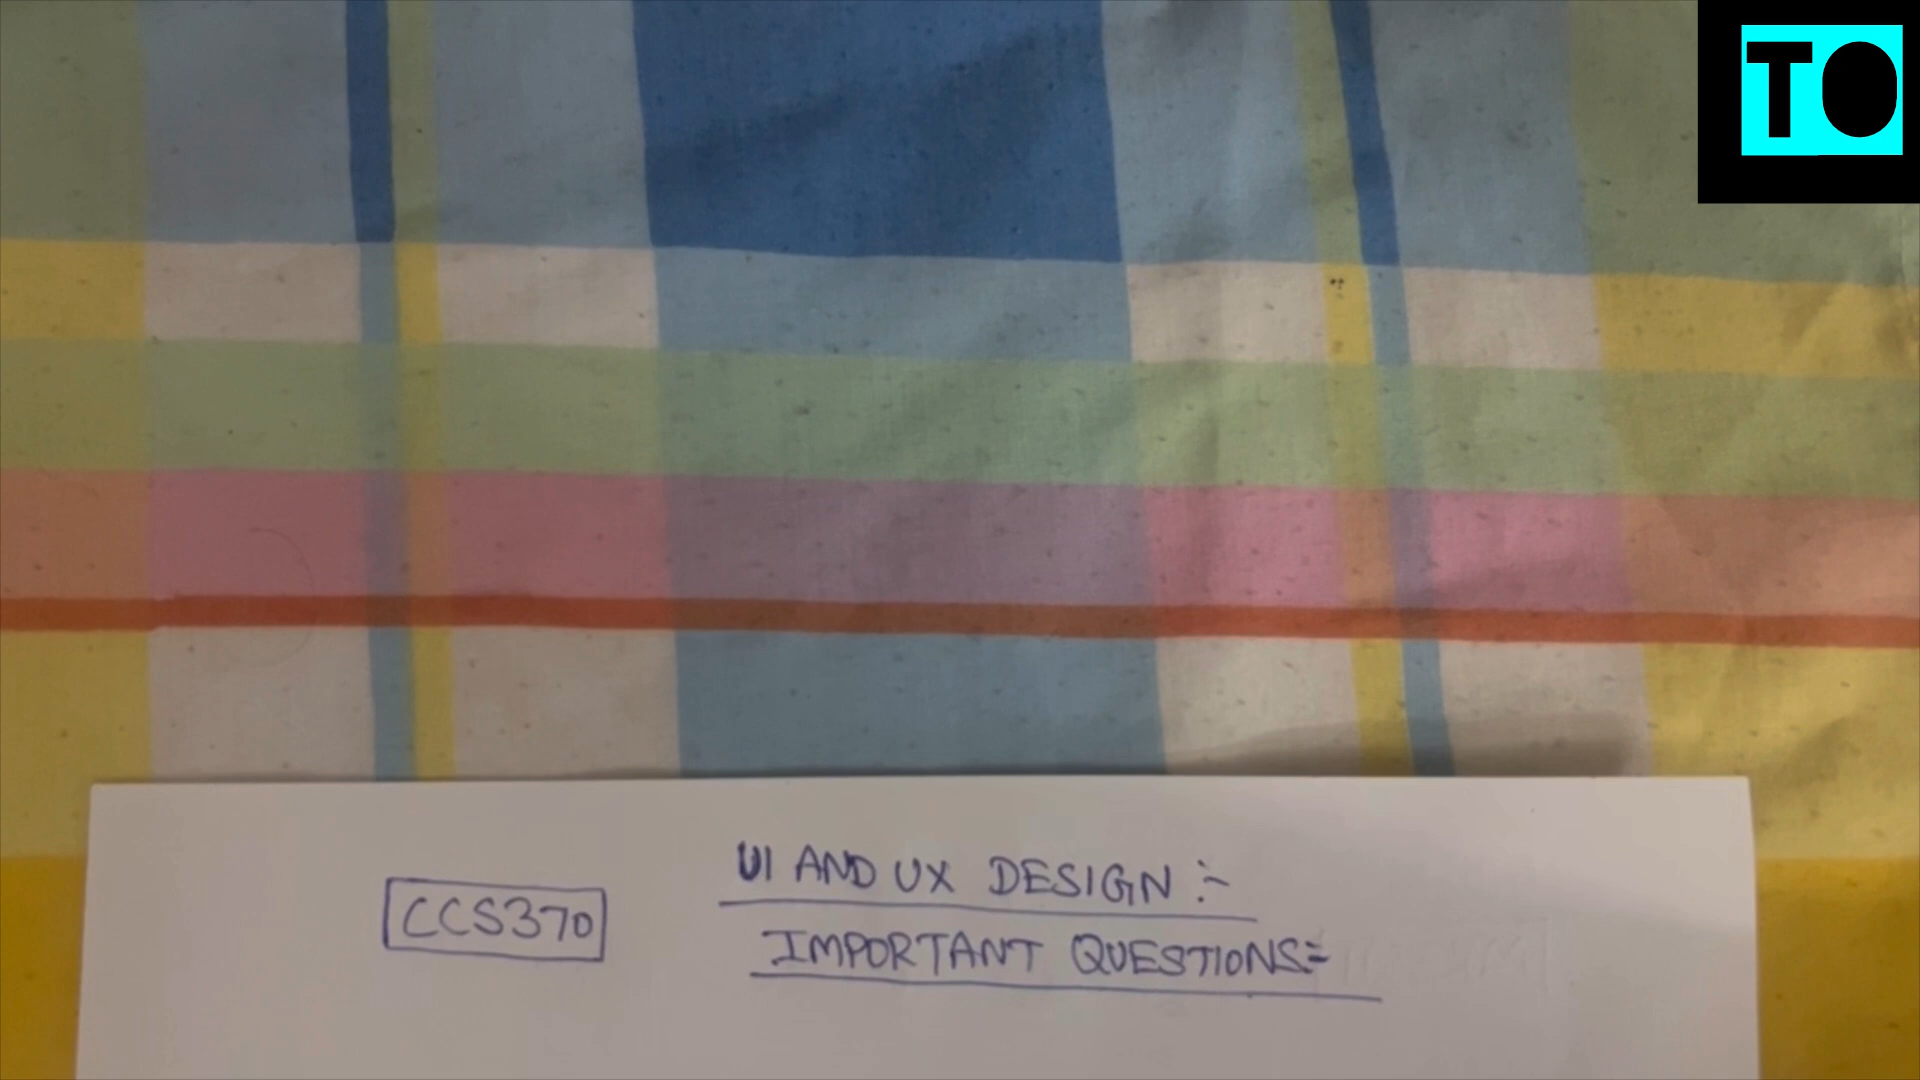 TO
UI AND UX DESIGN :-
CCS370
IMPORTANT QUESTIONS:-